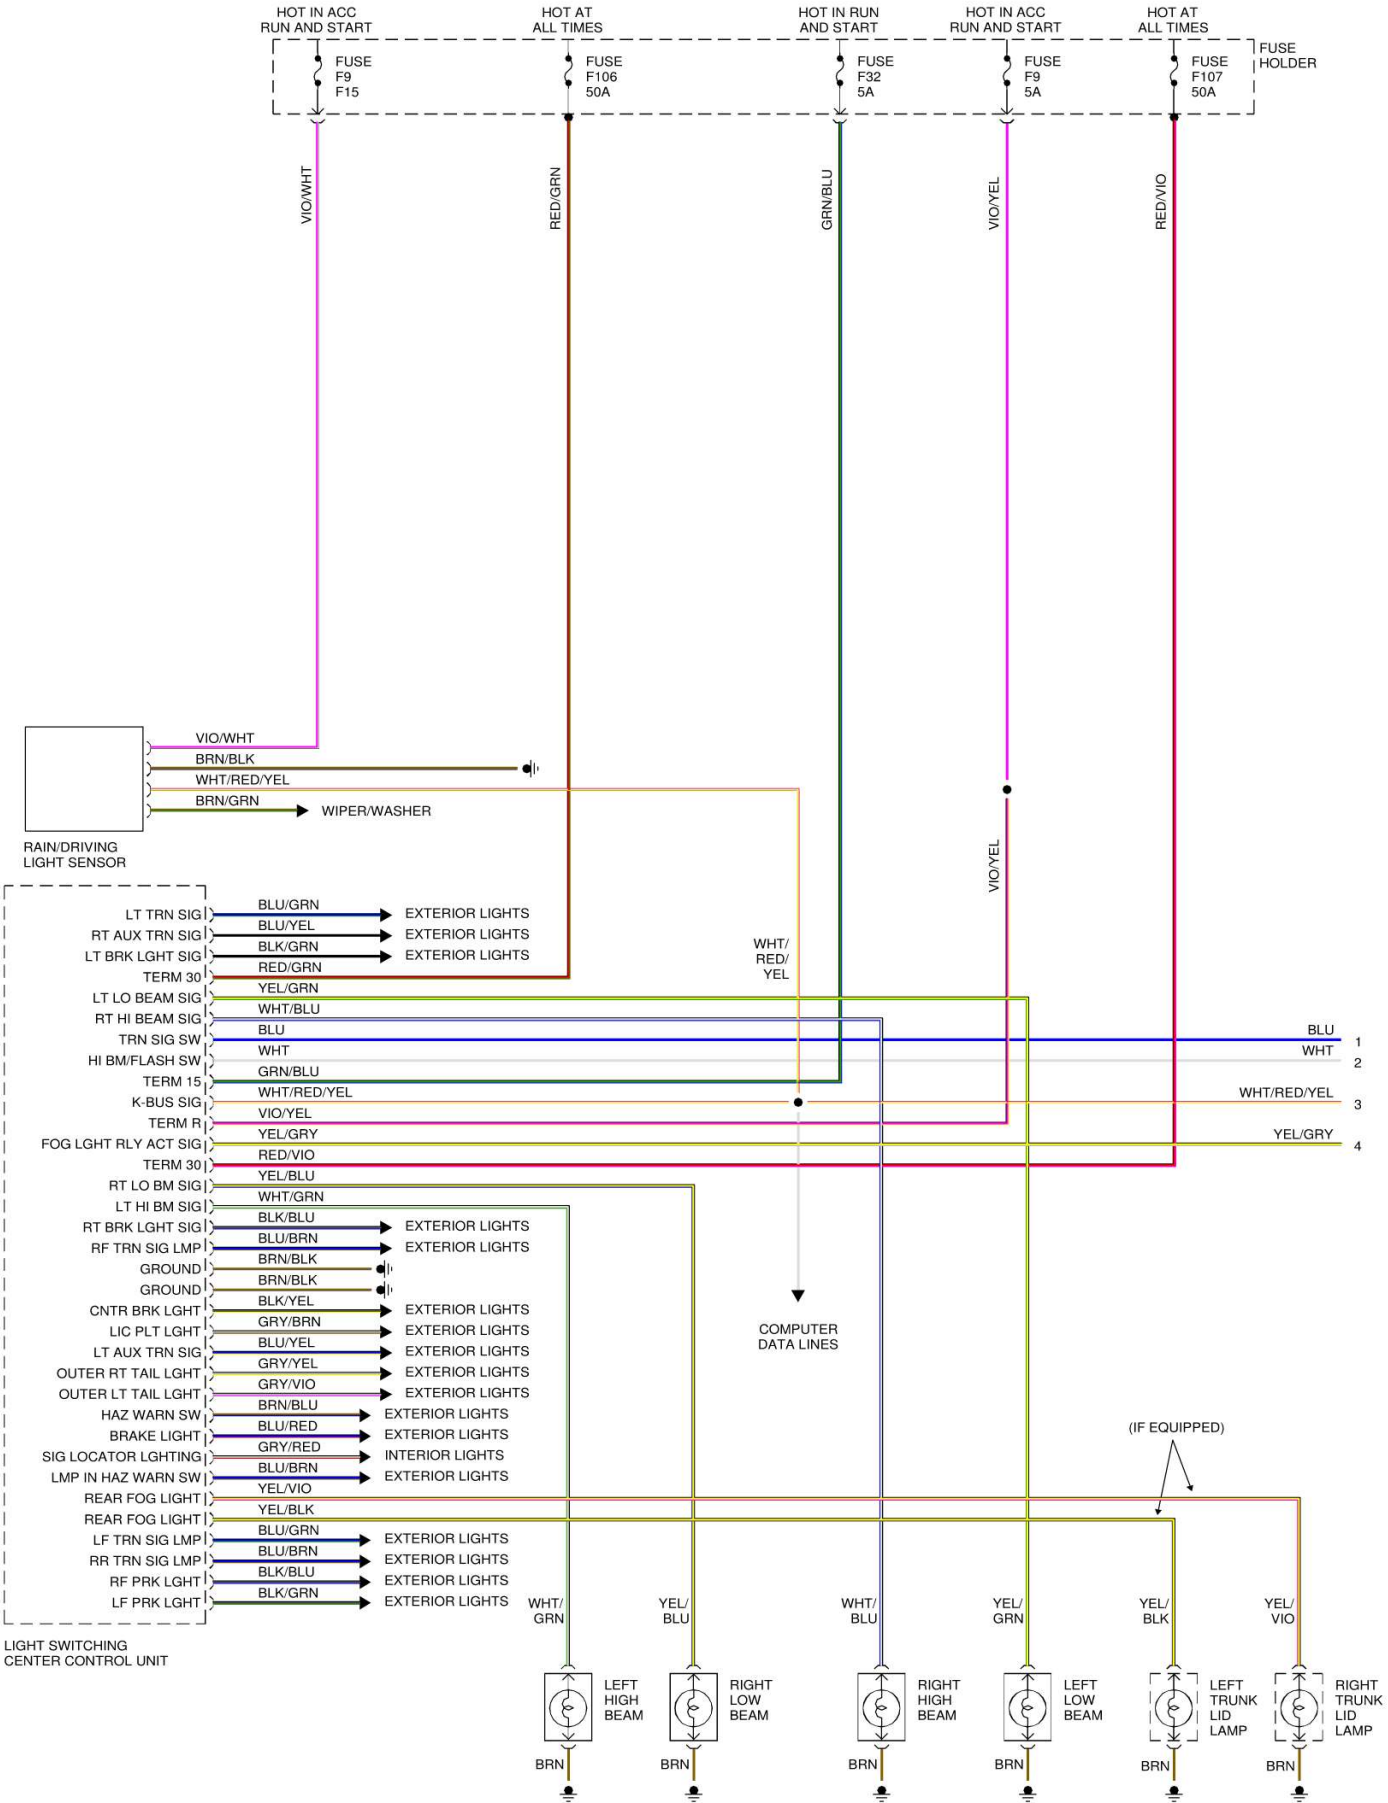 HOT IN ACC
RUN AND START
HOT AT
ALL TIMES
HOT IN RUN
AND START
HOT IN ACC
RUN AND START
HOT AT
ALL TIMES
FUSE
F9
F15
FUSE
F106
50A
FUSE
F32
5A
FUSE
F9
5A
FUSE
F107
50A
FUSE
HOLDER
VIO/WHT
RED/GRN
GRN/BLU
VIO/YEL
RED/VIO
VIO/WHT
BRN/BLK
WHT/RED/YEL
BRN/GRN
WIPER/WASHER
RAIN/DRIVING
LIGHT SENSOR
VIO/YEL
WHT/
RED/
YEL
LT TRN SIG BLU/GRN EXTERIOR LIGHTS
RT AUX TRN SIG BLU/YEL EXTERIOR LIGHTS
LT BRK LGHT SIG BLK/GRN EXTERIOR LIGHTS
TERM 30 RED/GRN
LT LO BEAM SIG YEL/GRN
RT HI BEAM SIG WHT/BLU
TRN SIG SW BLU BLU 1
HI BM/FLASH SW WHT WHT 2
TERM 15 GRN/BLU
K-BUS SIG WHT/RED/YEL WHT/RED/YEL 3
TERM R VIO/YEL
FOG LGHT RLY ACT SIG YEL/GRY YEL/GRY 4
TERM 30 RED/VIO
RT LO BM SIG YEL/BLU
LT HI BM SIG WHT/GRN
RT BRK LGHT SIG BLK/BLU EXTERIOR LIGHTS
RF TRN SIG LMP BLU/BRN EXTERIOR LIGHTS
GROUND BRN/BLK
GROUND BRN/BLK
CNTR BRK LGHT BLK/YEL EXTERIOR LIGHTS
LIC PLT LGHT GRY/BRN EXTERIOR LIGHTS
LT AUX TRN SIG BLU/YEL EXTERIOR LIGHTS
OUTER RT TAIL LGHT GRY/YEL EXTERIOR LIGHTS
OUTER LT TAIL LGHT GRY/VIO EXTERIOR LIGHTS
HAZ WARN SW BRN/BLU EXTERIOR LIGHTS
BRAKE LIGHT BLU/RED EXTERIOR LIGHTS
SIG LOCATOR LGHTING GRY/RED INTERIOR LIGHTS
LMP IN HAZ WARN SW BLU/BRN EXTERIOR LIGHTS
REAR FOG LIGHT YEL/VIO
REAR FOG LIGHT YEL/BLK
LF TRN SIG LMP BLU/GRN EXTERIOR LIGHTS
RR TRN SIG LMP BLU/BRN EXTERIOR LIGHTS
RF PRK LGHT BLK/BLU EXTERIOR LIGHTS
LF PRK LGHT BLK/GRN EXTERIOR LIGHTS
LIGHT SWITCHING
CENTER CONTROL UNIT
COMPUTER
DATA LINES
(IF EQUIPPED)
WHT/
GRN
YEL/
BLU
WHT/
BLU
YEL/
GRN
YEL/
BLK
YEL/
VIO
LEFT
HIGH
BEAM
RIGHT
LOW
BEAM
RIGHT
HIGH
BEAM
LEFT
LOW
BEAM
LEFT
TRUNK
LID
LAMP
RIGHT
TRUNK
LID
LAMP
BRN
BRN
BRN
BRN
BRN
BRN